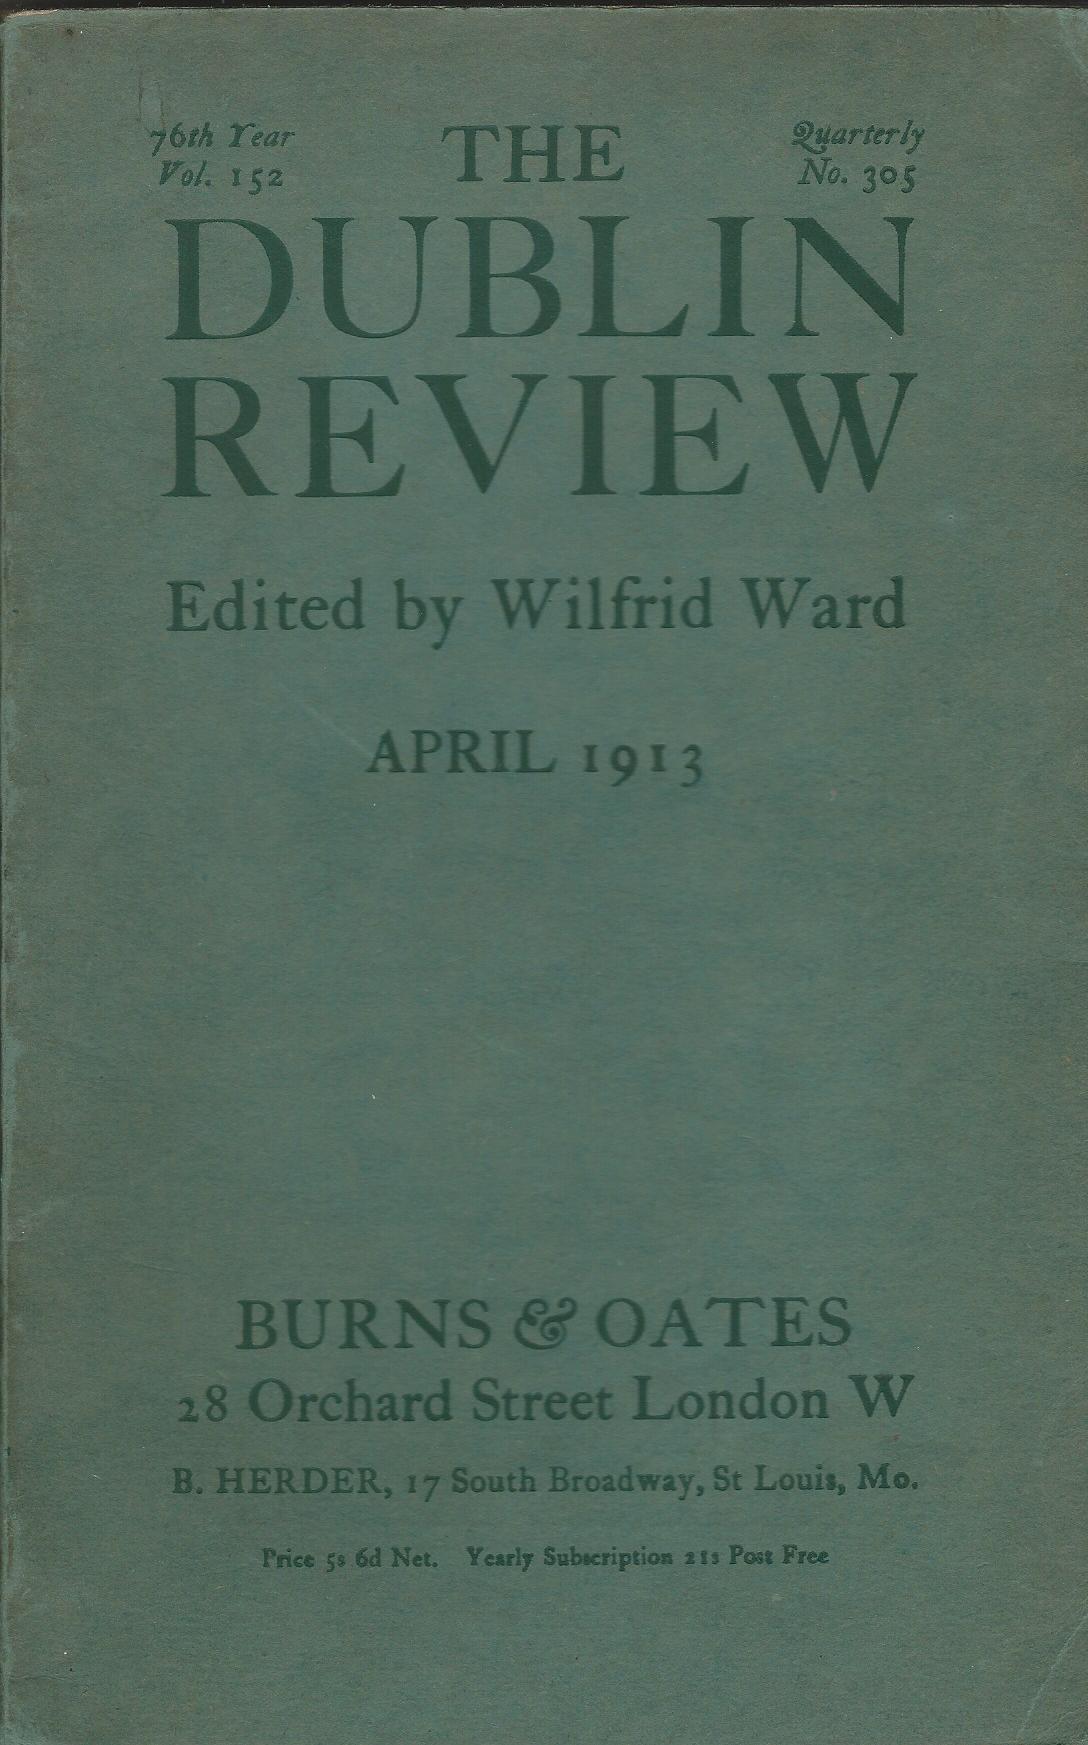 76th Year
Vol. 152
THE
Quarterly
No. 305
DUBLIN
REVIEW
Edited by Wilfrid Ward
APRIL 1913
BURNS & OATES
28 Orchard Street London W
B. HERDER, 17 South Broadway, St Louis, Mo.
Price 5s 6d Net. Yearly Subscription 21s Post Free